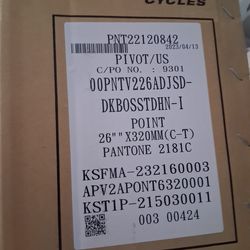 CYCLES
PNT22120842
2023/04/13
PIVOT/US
C/PO NO. : 9301
00PNTV226ADJSD-
DKBOSSTDHN-I
POINT
26""X320MM(C-T)
PANTONE 2181C
KSFMA-232160003
APV2APONT6320001
KST1P-215030011
003 00424